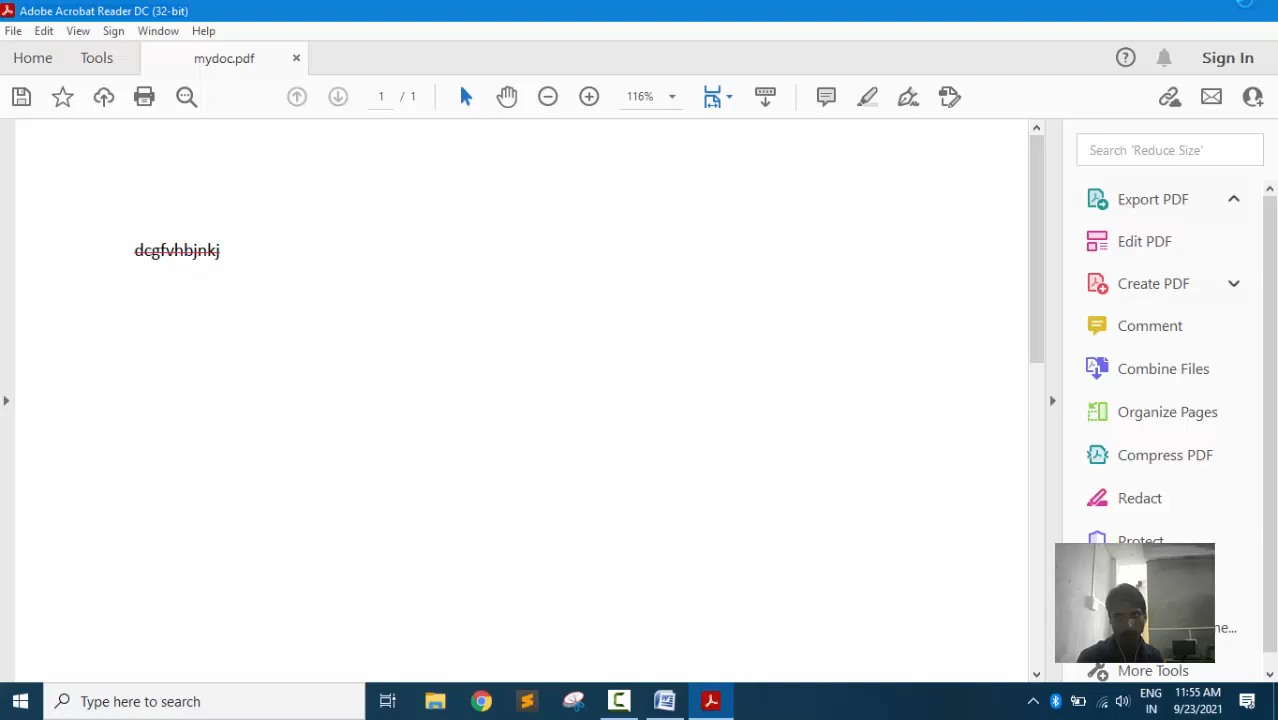 Adobe Acrobat Reader DC (32-bit)
File Edit View Sign Window Help
Home Tools mydoc.pdf × Sign In
1 / 1 116%
Search 'Reduce Size'
dcgfvhbjnkj
Export PDF
Edit PDF
Create PDF
Comment
Combine Files
Organize Pages
Compress PDF
Redact
Protect
ne...
More Tools
Type here to search
ENG
IN
11:55 AM
9/23/2021